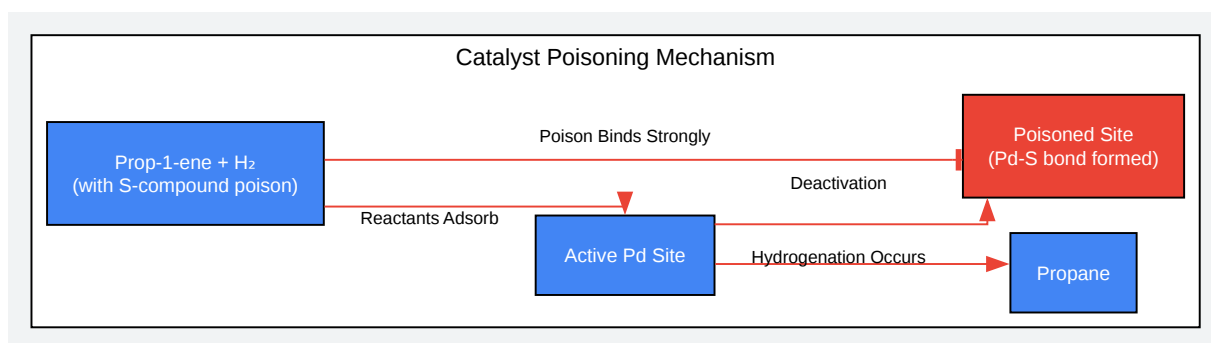 Catalyst Poisoning Mechanism
Prop-1-ene + H₂
(with S-compound poison)
Poison Binds Strongly
Poisoned Site
(Pd-S bond formed)
Deactivation
Reactants Adsorb
Active Pd Site
Hydrogenation Occurs
Propane